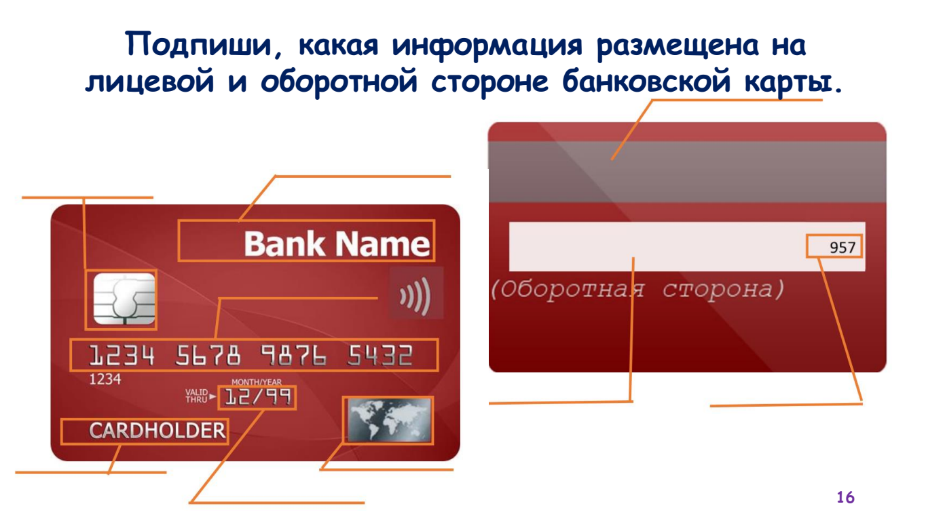 Подпиши, какая информация размещена на
лицевой и оборотной стороне банковской карты.
Bank Name
1234 5678 9876 5432
1234
MONTH/YEAR
VALID
THRU
12/99
CARDHOLDER
957
(Оборотная сторона)
16